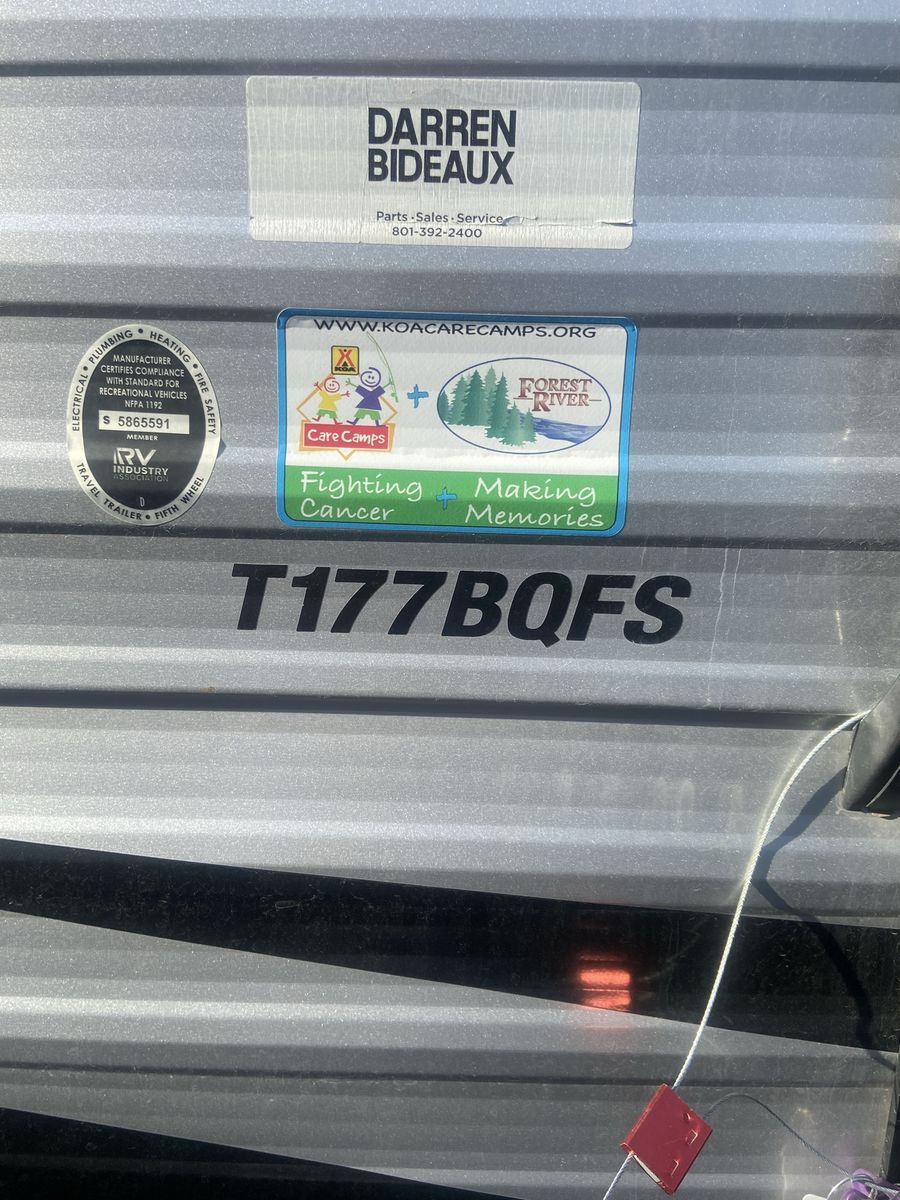 DARREN
BIDEAUX
Parts • Sales • Service
801-392-2400
WWW.KOACARECAMPS.ORG
KOA
Care Camps
+
FOREST
RIVER
Fighting + Making
Cancer Memories
ELECTRICAL • PLUMBING • HEATING • FIRE SAFETY
MANUFACTURER
CERTIFIES COMPLIANCE
WITH STANDARD FOR
RECREATIONAL VEHICLES
NFPA 1192
S 5865591
MEMBER
RV
INDUSTRY
ASSOCIATION
D
TRAVEL TRAILER • FIFTH WHEEL
T177BQFS